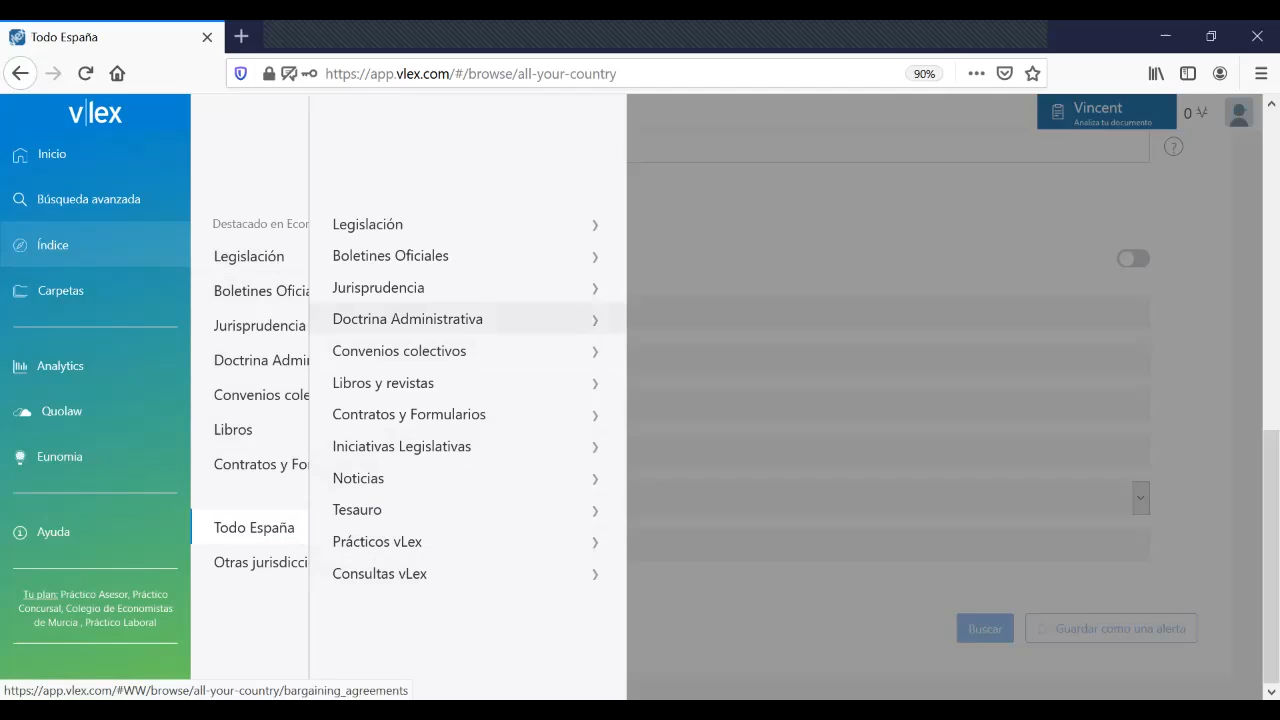 Todo España
https://app.vlex.com/#/browse/all-your-country
90%
v|lex
Inicio
Búsqueda avanzada
Índice
Carpetas
Analytics
Quolaw
Eunomia
Ayuda
Tu plan: Práctico Asesor, Práctico
Concursal, Colegio de Economistas
de Murcia , Práctico Laboral
Destacado en Econ
Legislación
Boletines Oficia
Jurisprudencia
Doctrina Admin
Convenios cole
Libros
Contratos y For
Todo España
Otras jurisdicci
Legislación
Boletines Oficiales
Jurisprudencia
Doctrina Administrativa
Convenios colectivos
Libros y revistas
Contratos y Formularios
Iniciativas Legislativas
Noticias
Tesauro
Prácticos vLex
Consultas vLex
Vincent
Analiza tu documento
0
?
Buscar
Guardar como una alerta
https://app.vlex.com/#WW/browse/all-your-country/bargaining_agreements